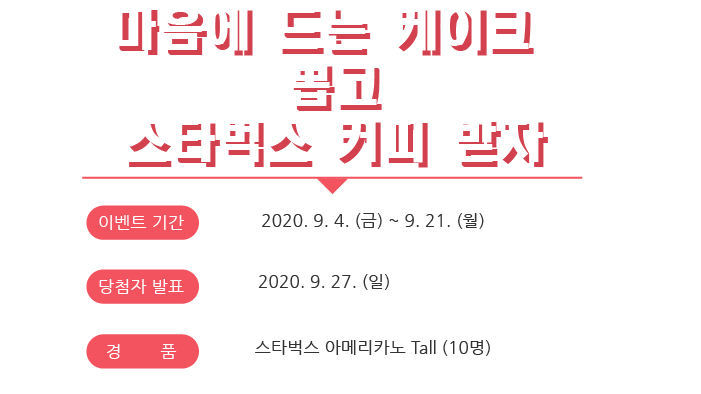 마음에 드는 케이크
뽑고
스타벅스 커피 받자
이벤트 기간 2020. 9. 4. (금) ~ 9. 21. (월)
당첨자 발표 2020. 9. 27. (일)
경 품 스타벅스 아메리카노 Tall (10명)